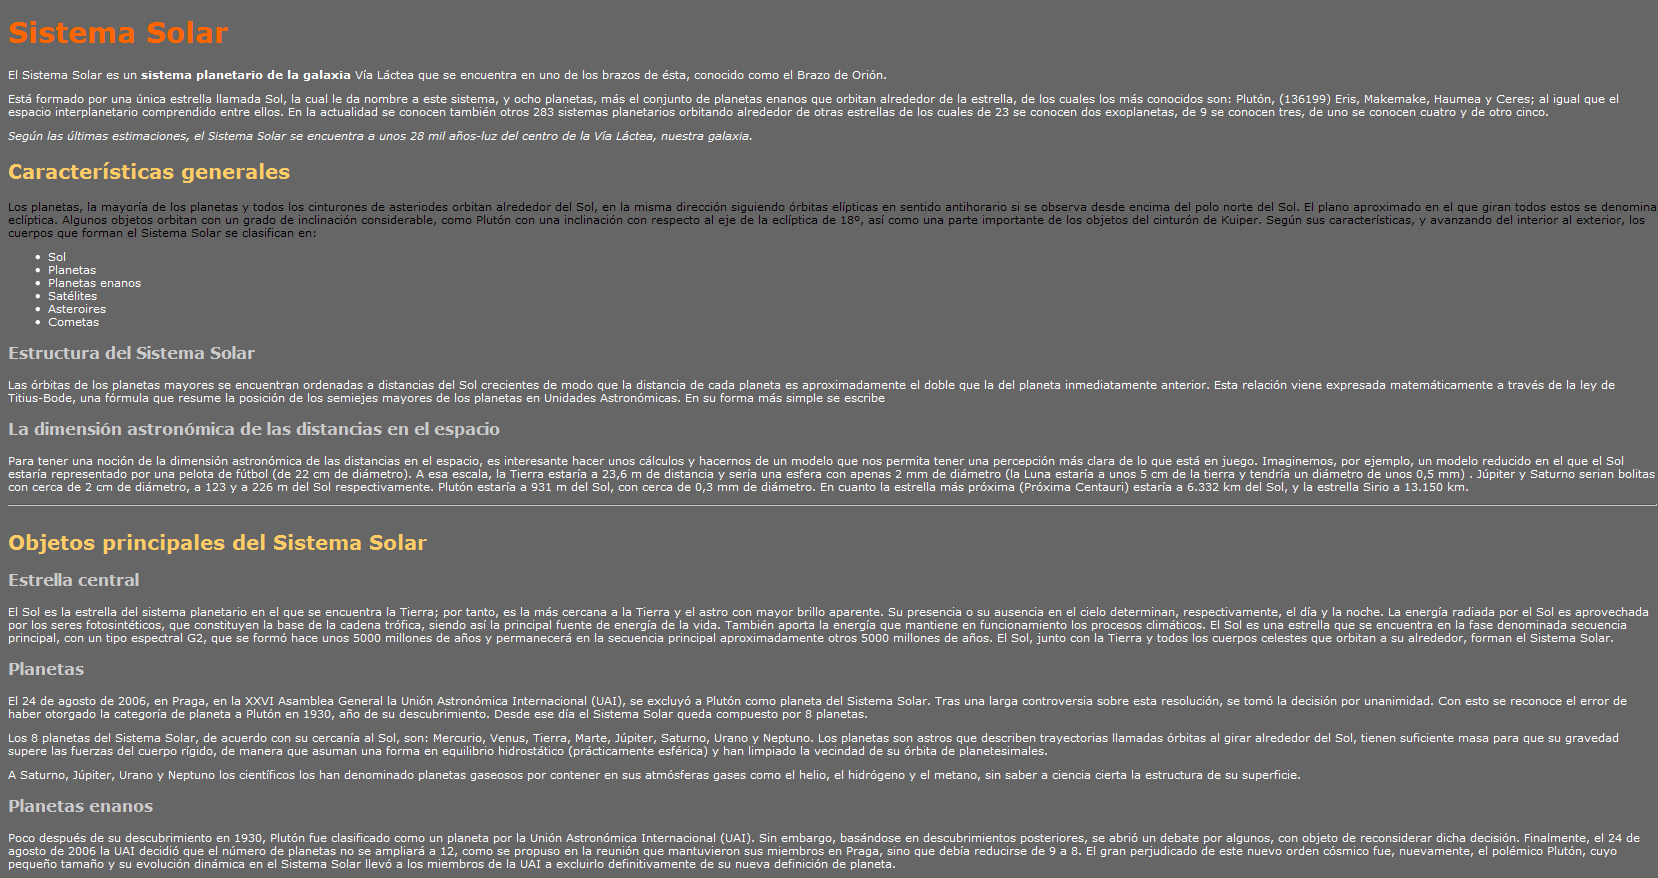 Sistema Solar
El Sistema Solar es un sistema planetario de la galaxia Vía Láctea que se encuentra en uno de los brazos de ésta, conocido como el Brazo de Orión.
Está formado por una única estrella llamada Sol, la cual le da nombre a este sistema, y ocho planetas, más el conjunto de planetas enanos que orbitan alrededor de la estrella, de los cuales los más conocidos son: Plutón, (136199) Eris, Makemake, Haumea y Ceres; al igual que el
espacio interplanetario comprendido entre ellos. En la actualidad se conocen también otros 283 sistemas planetarios orbitando alrededor de otras estrellas de los cuales de 23 se conocen dos exoplanetas, de 9 se conocen tres, de uno se conocen cuatro y de otro cinco.
Según las últimas estimaciones, el Sistema Solar se encuentra a unos 28 mil años-luz del centro de la Vía Láctea, nuestra galaxia.
Características generales
Los planetas, la mayoría de los planetas y todos los cinturones de asteriodes orbitan alrededor del Sol, en la misma dirección siguiendo órbitas elípticas en sentido antihorario si se observa desde encima del polo norte del Sol. El plano aproximado en el que giran todos estos se denomina
eclíptica. Algunos objetos orbitan con un grado de inclinación considerable, como Plutón con una inclinación con respecto al eje de la eclíptica de 18º, así como una parte importante de los objetos del cinturón de Kuiper. Según sus características, y avanzando del interior al exterior, los
cuerpos que forman el Sistema Solar se clasifican en:
• Sol
• Planetas
• Planetas enanos
• Satélites
• Asteroires
• Cometas
Estructura del Sistema Solar
Las órbitas de los planetas mayores se encuentran ordenadas a distancias del Sol crecientes de modo que la distancia de cada planeta es aproximadamente el doble que la del planeta inmediatamente anterior. Esta relación viene expresada matemáticamente a través de la ley de
Titius-Bode, una fórmula que resume la posición de los semiejes mayores de los planetas en Unidades Astronómicas. En su forma más simple se escribe
La dimensión astronómica de las distancias en el espacio
Para tener una noción de la dimensión astronómica de las distancias en el espacio, es interesante hacer unos cálculos y hacernos de un modelo que nos permita tener una percepción más clara de lo que está en juego. Imaginemos, por ejemplo, un modelo reducido en el que el Sol
estaría representado por una pelota de fútbol (de 22 cm de diámetro). A esa escala, la Tierra estaría a 23,6 m de distancia y sería una esfera con apenas 2 mm de diámetro (la Luna estaría a unos 5 cm de la tierra y tendría un diámetro de unos 0,5 mm) . Júpiter y Saturno serian bolitas
con cerca de 2 cm de diámetro, a 123 y a 226 m del Sol respectivamente. Plutón estaría a 931 m del Sol, con cerca de 0,3 mm de diámetro. En cuanto la estrella más próxima (Próxima Centauri) estaría a 6.332 km del Sol, y la estrella Sirio a 13.150 km.
Objetos principales del Sistema Solar
Estrella central
El Sol es la estrella del sistema planetario en el que se encuentra la Tierra; por tanto, es la más cercana a la Tierra y el astro con mayor brillo aparente. Su presencia o su ausencia en el cielo determinan, respectivamente, el día y la noche. La energía radiada por el Sol es aprovechada
por los seres fotosintéticos, que constituyen la base de la cadena trófica, siendo así la principal fuente de energía de la vida. También aporta la energía que mantiene en funcionamiento los procesos climáticos. El Sol es una estrella que se encuentra en la fase denominada secuencia
principal, con un tipo espectral G2, que se formó hace unos 5000 millones de años y permanecerá en la secuencia principal aproximadamente otros 5000 millones de años. El Sol, junto con la Tierra y todos los cuerpos celestes que orbitan a su alrededor, forman el Sistema Solar.
Planetas
El 24 de agosto de 2006, en Praga, en la XXVI Asamblea General la Unión Astronómica Internacional (UAI), se excluyó a Plutón como planeta del Sistema Solar. Tras una larga controversia sobre esta resolución, se tomó la decisión por unanimidad. Con esto se reconoce el error de
haber otorgado la categoría de planeta a Plutón en 1930, año de su descubrimiento. Desde ese día el Sistema Solar queda compuesto por 8 planetas.
Los 8 planetas del Sistema Solar, de acuerdo con su cercanía al Sol, son: Mercurio, Venus, Tierra, Marte, Júpiter, Saturno, Urano y Neptuno. Los planetas son astros que describen trayectorias llamadas órbitas al girar alrededor del Sol, tienen suficiente masa para que su gravedad
supere las fuerzas del cuerpo rígido, de manera que asuman una forma en equilibrio hidrostático (prácticamente esférica) y han limpiado la vecindad de su órbita de planetesimales.
A Saturno, Júpiter, Urano y Neptuno los científicos los han denominado planetas gaseosos por contener en sus atmósferas gases como el helio, el hidrógeno y el metano, sin saber a ciencia cierta la estructura de su superficie.
Planetas enanos
Poco después de su descubrimiento en 1930, Plutón fue clasificado como un planeta por la Unión Astronómica Internacional (UAI). Sin embargo, basándose en descubrimientos posteriores, se abrió un debate por algunos, con objeto de reconsiderar dicha decisión. Finalmente, el 24 de
agosto de 2006 la UAI decidió que el número de planetas no se ampliará a 12, como se propuso en la reunión que mantuvieron sus miembros en Praga, sino que debía reducirse de 9 a 8. El gran perjudicado de este nuevo orden cósmico fue, nuevamente, el polémico Plutón, cuyo
pequeño tamaño y su evolución dinámica en el Sistema Solar llevó a los miembros de la UAI a excluirlo definitivamente de su nueva definición de planeta.